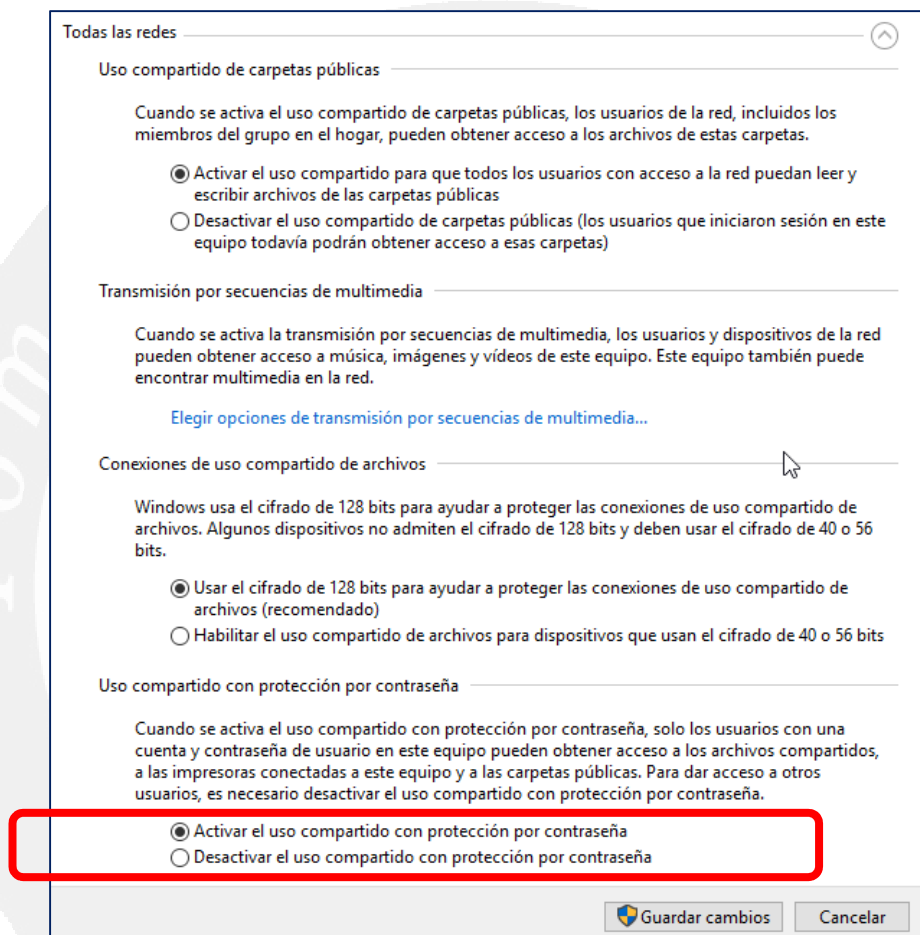 Todas las redes
Uso compartido de carpetas públicas
Cuando se activa el uso compartido de carpetas públicas, los usuarios de la red, incluidos los
miembros del grupo en el hogar, pueden obtener acceso a los archivos de estas carpetas.
Activar el uso compartido para que todos los usuarios con acceso a la red puedan leer y
escribir archivos de las carpetas públicas
Desactivar el uso compartido de carpetas públicas (los usuarios que iniciaron sesión en este
equipo todavía podrán obtener acceso a esas carpetas)
Transmisión por secuencias de multimedia
Cuando se activa la transmisión por secuencias de multimedia, los usuarios y dispositivos de la red
pueden obtener acceso a música, imágenes y vídeos de este equipo. Este equipo también puede
encontrar multimedia en la red.
Elegir opciones de transmisión por secuencias de multimedia...
Conexiones de uso compartido de archivos
Windows usa el cifrado de 128 bits para ayudar a proteger las conexiones de uso compartido de
archivos. Algunos dispositivos no admiten el cifrado de 128 bits y deben usar el cifrado de 40 o 56
bits.
Usar el cifrado de 128 bits para ayudar a proteger las conexiones de uso compartido de
archivos (recomendado)
Habilitar el uso compartido de archivos para dispositivos que usan el cifrado de 40 o 56 bits
Uso compartido con protección por contraseña
Cuando se activa el uso compartido con protección por contraseña, solo los usuarios con una
cuenta y contraseña de usuario en este equipo pueden obtener acceso a los archivos compartidos,
a las impresoras conectadas a este equipo y a las carpetas públicas. Para dar acceso a otros
usuarios, es necesario desactivar el uso compartido con protección por contraseña.
Activar el uso compartido con protección por contraseña
Desactivar el uso compartido con protección por contraseña
Guardar cambios
Cancelar